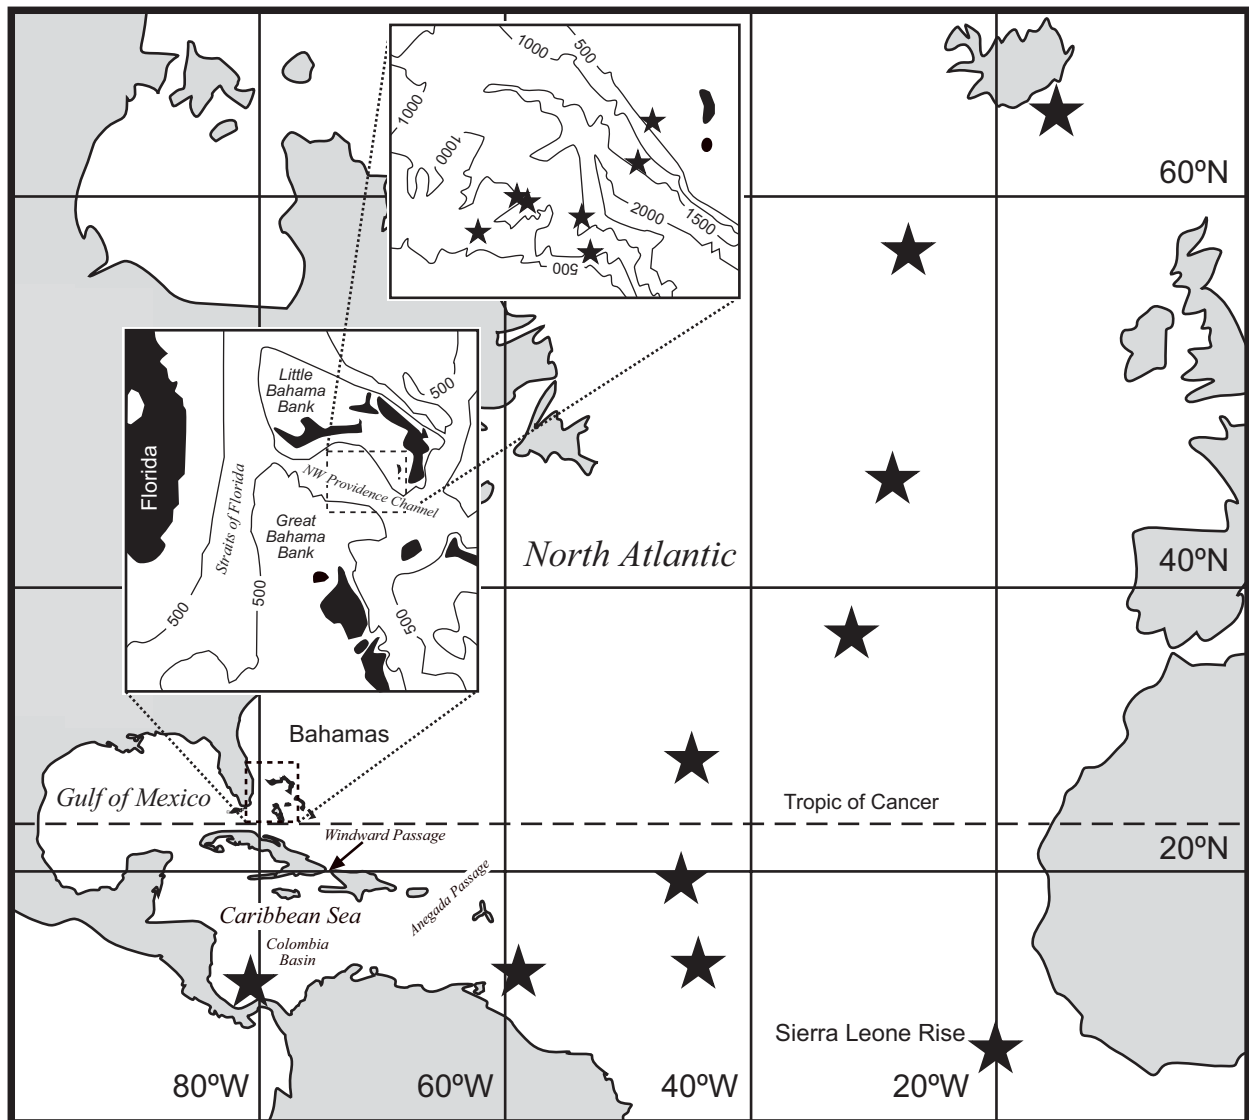 1000
500
1000
1000
2000
1500
500
60ºN
Little
Bahama
Bank
500
Florida
Straits of Florida
NW Providence Channel
Great
Bahama
Bank
500
500
500
North Atlantic
40ºN
Bahamas
Gulf of Mexico
Tropic of Cancer
Windward Passage
20ºN
Anegada Passage
Caribbean Sea
Colombia
Basin
Sierra Leone Rise
80ºW
60ºW
40ºW
20ºW